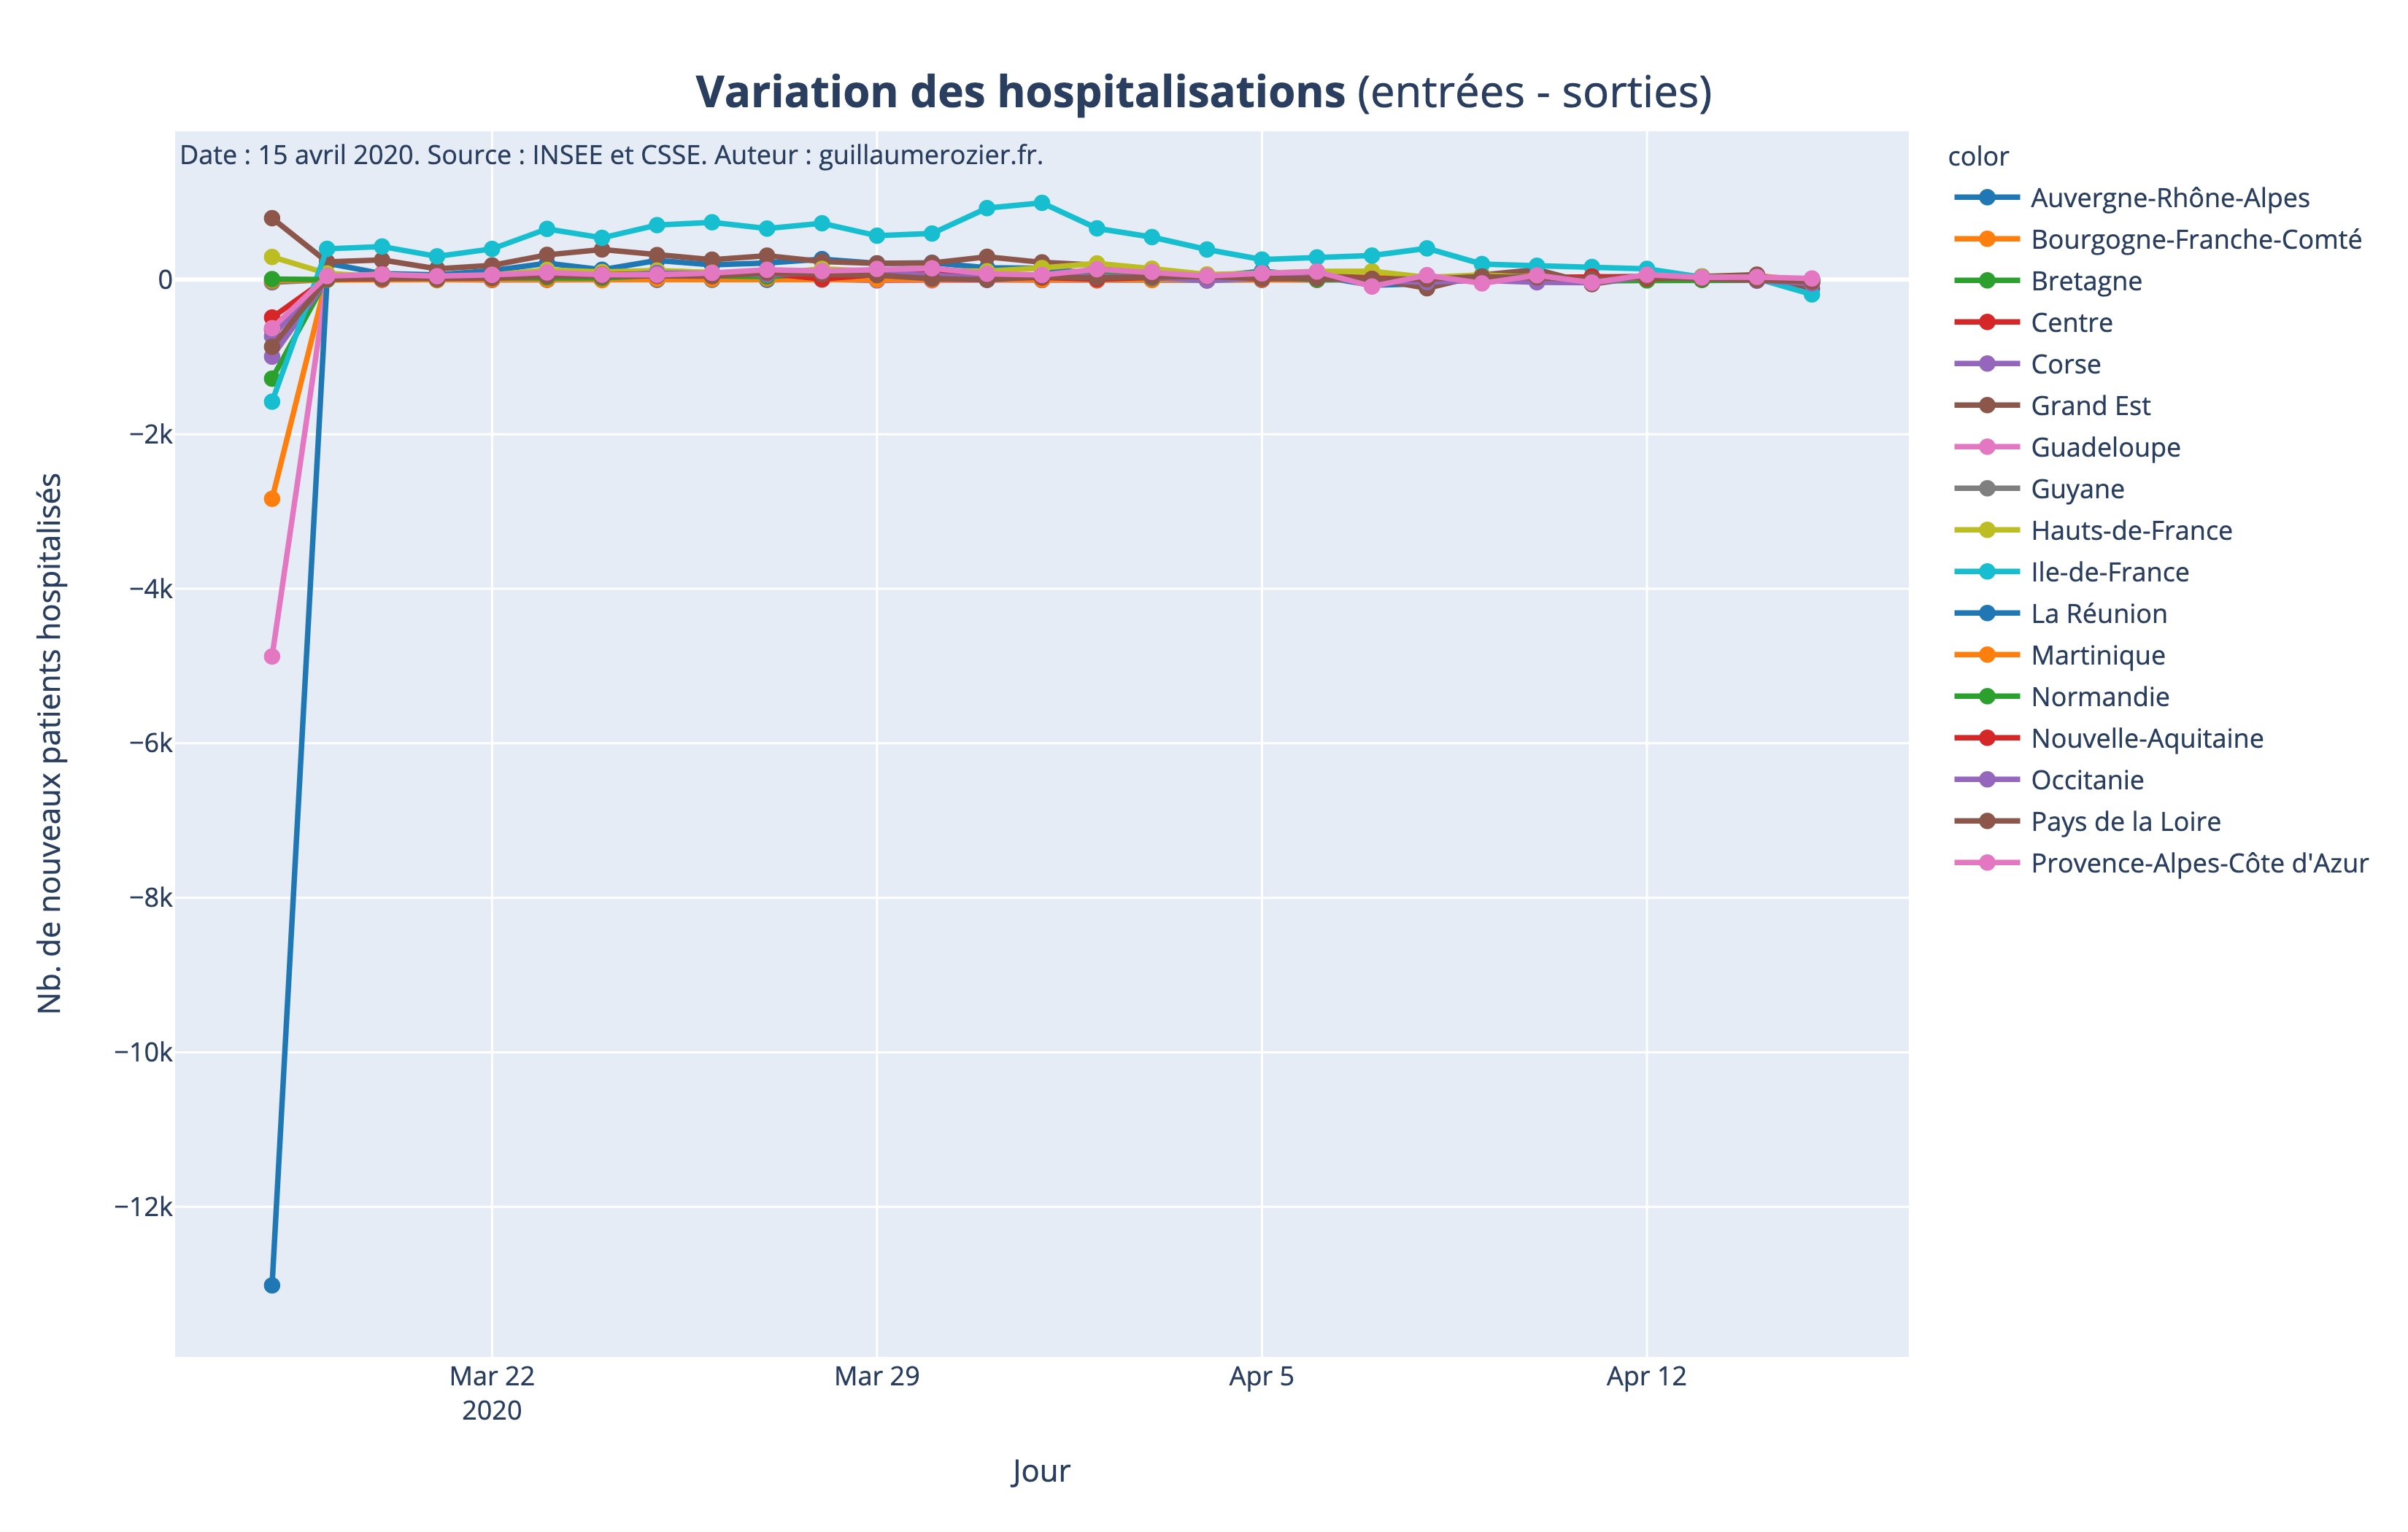 Variation des hospitalisations (entrées - sorties)
Date : 15 avril 2020. Source : INSEE et CSSE. Auteur : guillaumerozier.fr.
Nb. de nouveaux patients hospitalisés
0
−2k
−4k
−6k
−8k
−10k
−12k
Mar 22
2020
Mar 29
Apr 5
Apr 12
Jour
color
Auvergne-Rhône-Alpes
Bourgogne-Franche-Comté
Bretagne
Centre
Corse
Grand Est
Guadeloupe
Guyane
Hauts-de-France
Ile-de-France
La Réunion
Martinique
Normandie
Nouvelle-Aquitaine
Occitanie
Pays de la Loire
Provence-Alpes-Côte d'Azur